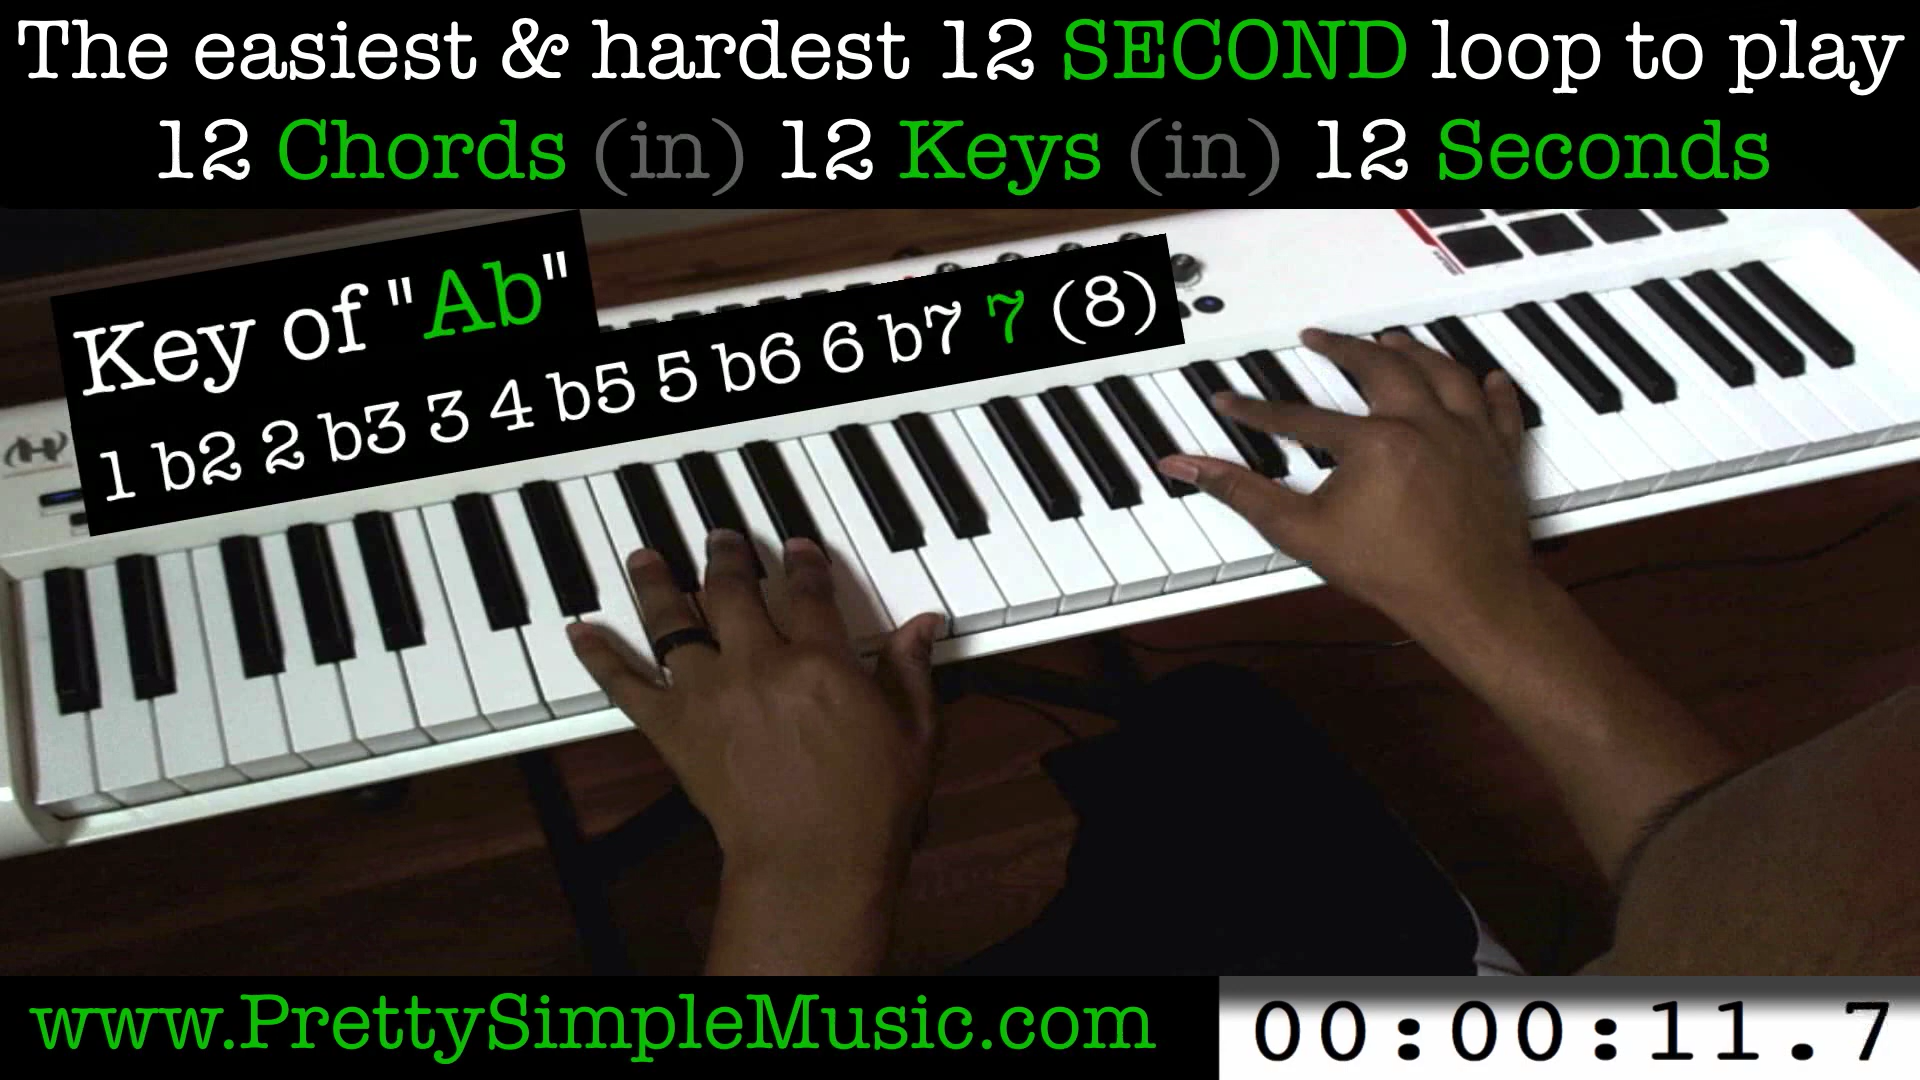 The easiest & hardest 12 SECOND loop to play
12 Chords (in) 12 Keys (in) 12 Seconds
Key of "Ab"
1 b2 2 b3 3 4 b5 5 b6 6 b7 7 (8)
www.PrettySimpleMusic.com
00:00:11.7